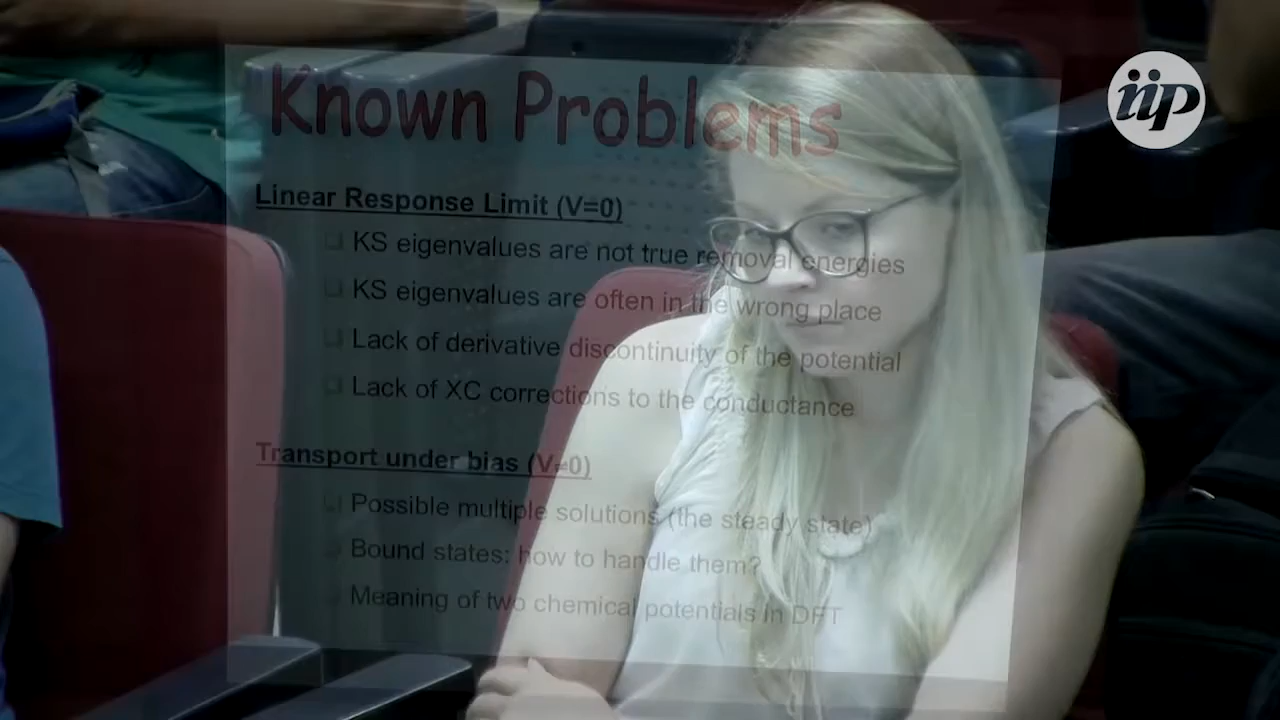 iip
Known Problems
Linear Response Limit (V=0)
KS eigenvalues are not true removal energies
KS eigenvalues are often in the wrong place
Lack of derivative discontinuity of the potential
Lack of XC corrections to the conductance
Transport under bias (V=0)
Possible multiple solutions (the steady state)
Bound states: how to handle them?
Meaning of two chemical potentials in DFT